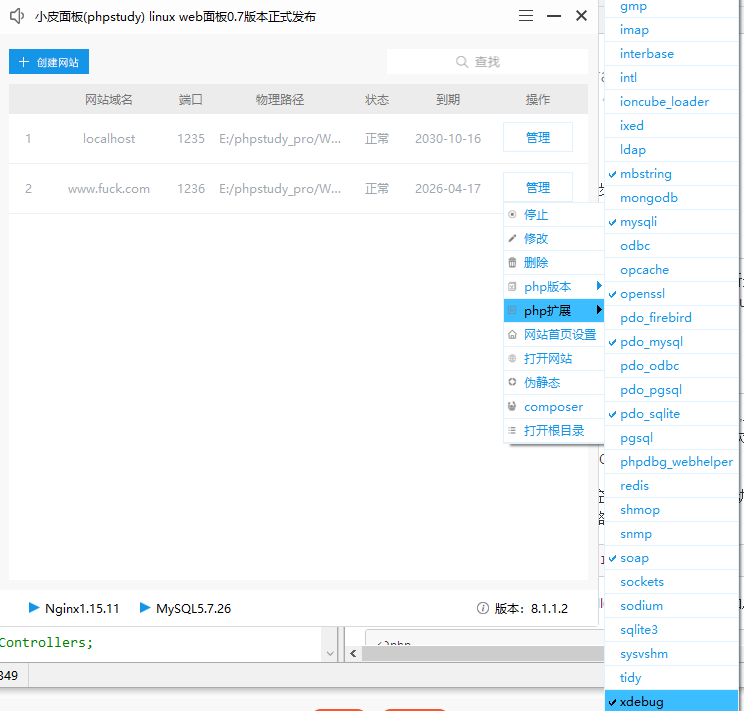 小皮面板(phpstudy) linux web面板0.7版本正式发布
创建网站
查找
网站域名 端口 物理路径 状态 到期 操作
1 localhost 1235 E:/phpstudy_pro/W... 正常 2030-10-16 管理
2 www.fuck.com 1236 E:/phpstudy_pro/W... 正常 2026-04-17 管理
停止
修改
删除
php版本
php扩展
网站首页设置
打开网站
伪静态
composer
打开根目录
gmp
imap
interbase
intl
ioncube_loader
ixed
ldap
mbstring
mongodb
mysqli
odbc
opcache
openssl
pdo_firebird
pdo_mysql
pdo_odbc
pdo_pgsql
pdo_sqlite
pgsql
phpdbg_webhelper
redis
shmop
snmp
soap
sockets
sodium
sqlite3
sysvshm
tidy
xdebug
Nginx1.15.11 MySQL5.7.26 版本: 8.1.1.2
Controllers;
<?php
349